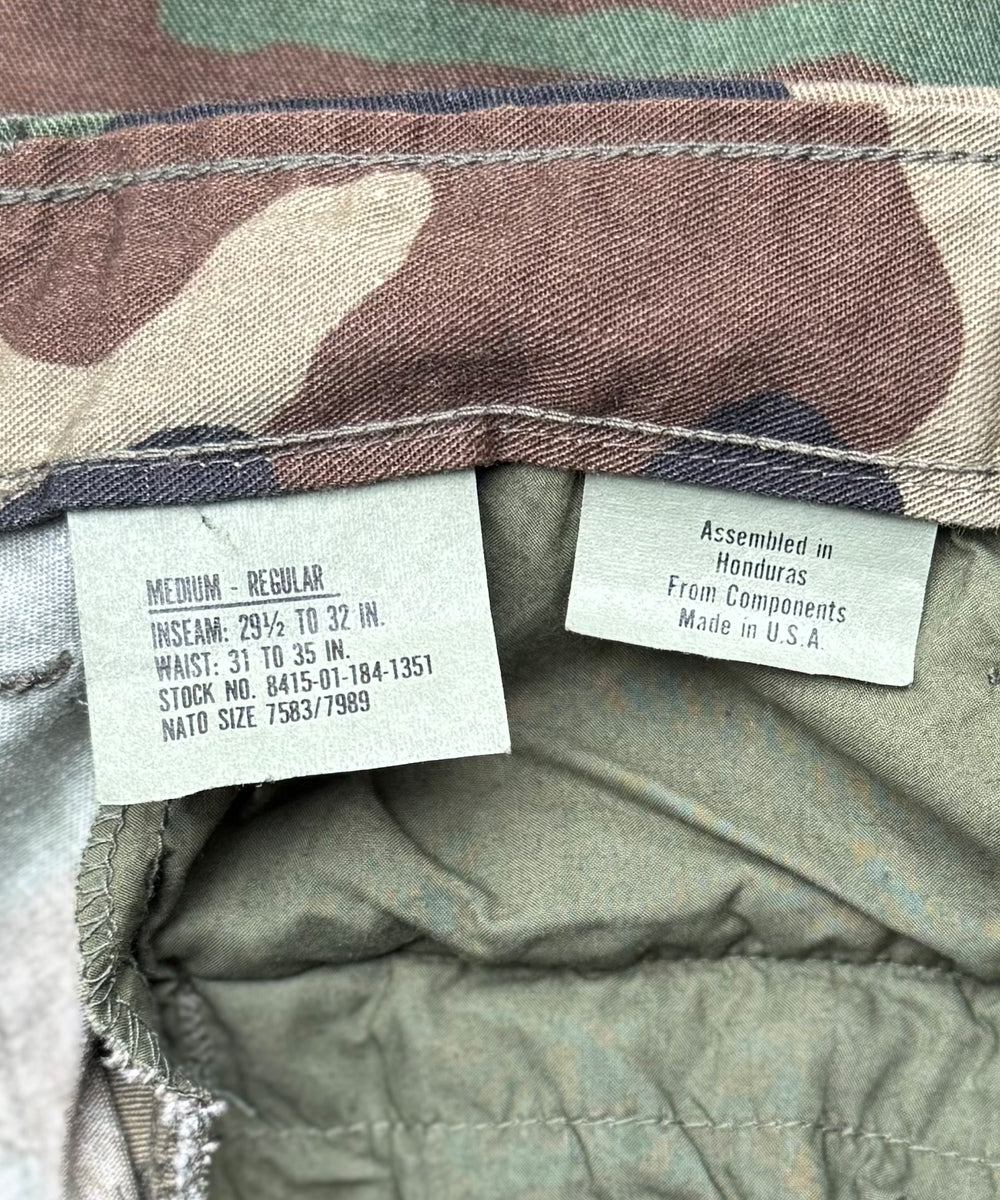 MEDIUM - REGULAR
INSEAM: 29½ TO 32 IN.
WAIST: 31 TO 35 IN.
STOCK NO. 8415-01-184-1351
NATO SIZE 7583/7989
Assembled in
Honduras
From Components
Made in U.S.A.